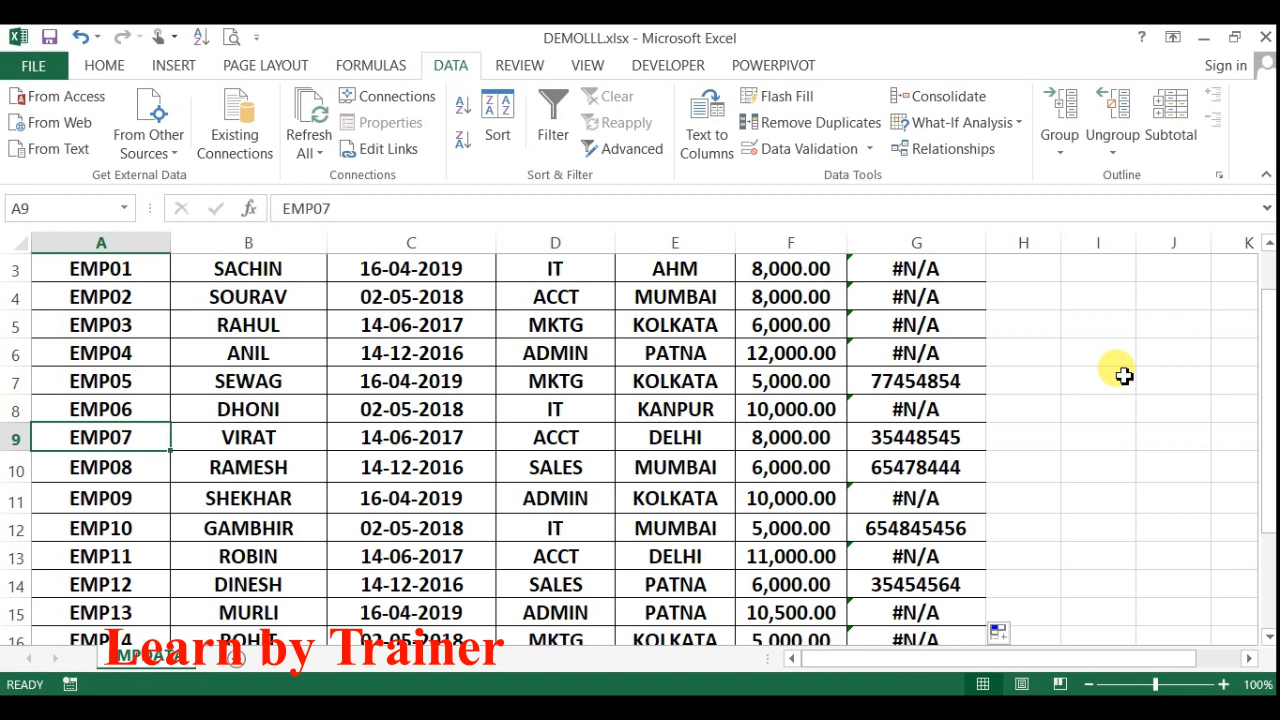 DEMOLLL.xlsx - Microsoft Excel
FILE HOME INSERT PAGE LAYOUT FORMULAS DATA REVIEW VIEW DEVELOPER POWERPIVOT Sign in
From Access
From Web
From Text
From Other Sources
Existing Connections
Get External Data
Refresh All
Connections
Properties
Edit Links
Connections
Sort
Filter
Clear
Reapply
Advanced
Sort & Filter
Text to Columns
Flash Fill
Remove Duplicates
Data Validation
Consolidate
What-If Analysis
Relationships
Data Tools
Group
Ungroup
Subtotal
Outline
A9 fx EMP07
A B C D E F G H I J K
3 EMP01 SACHIN 16-04-2019 IT AHM 8,000.00 #N/A
4 EMP02 SOURAV 02-05-2018 ACCT MUMBAI 8,000.00 #N/A
5 EMP03 RAHUL 14-06-2017 MKTG KOLKATA 6,000.00 #N/A
6 EMP04 ANIL 14-12-2016 ADMIN PATNA 12,000.00 #N/A
7 EMP05 SEWAG 16-04-2019 MKTG KOLKATA 5,000.00 77454854
8 EMP06 DHONI 02-05-2018 IT KANPUR 10,000.00 #N/A
9 EMP07 VIRAT 14-06-2017 ACCT DELHI 8,000.00 35448545
10 EMP08 RAMESH 14-12-2016 SALES MUMBAI 6,000.00 65478444
11 EMP09 SHEKHAR 16-04-2019 ADMIN KOLKATA 10,000.00 #N/A
12 EMP10 GAMBHIR 02-05-2018 IT MUMBAI 5,000.00 654845456
13 EMP11 ROBIN 14-06-2017 ACCT DELHI 11,000.00 #N/A
14 EMP12 DINESH 14-12-2016 SALES PATNA 6,000.00 35454564
15 EMP13 MURLI 16-04-2019 ADMIN PATNA 10,500.00 #N/A
16 EMP14 ROHIT 02-05-2018 MKTG KOLKATA 5,000.00 #N/A
Learn by Trainer
READY 100%